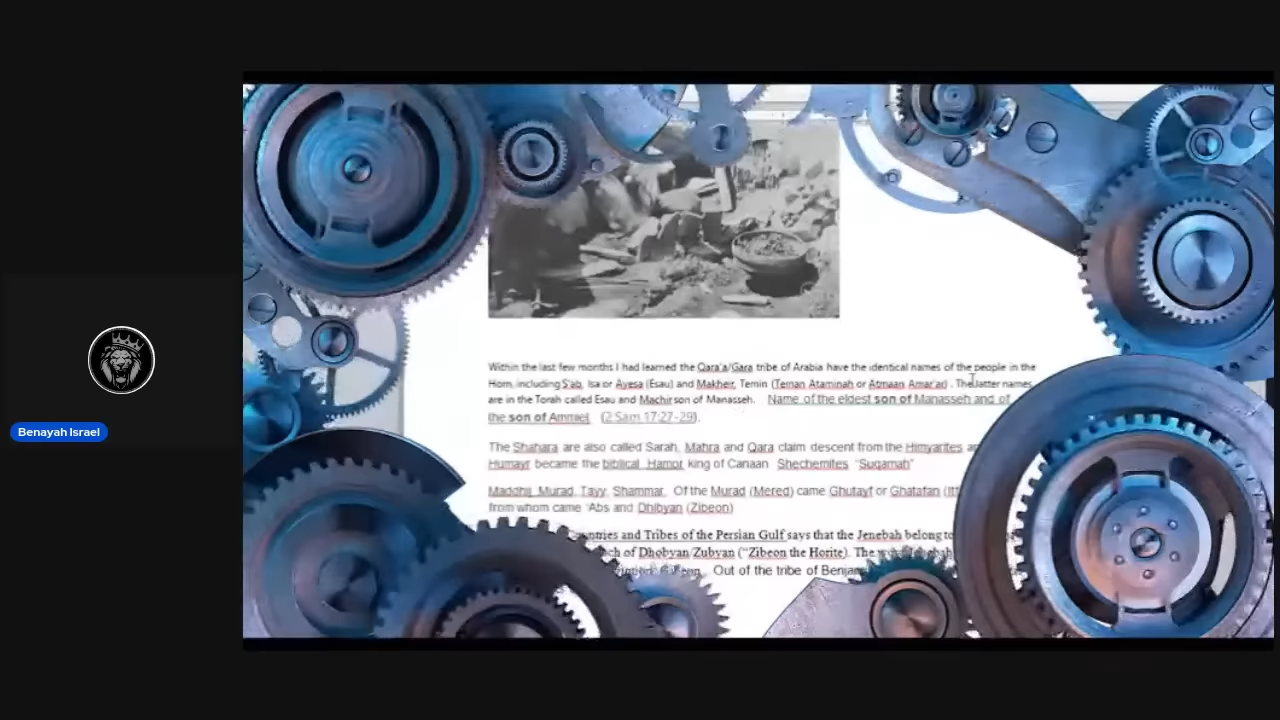 Within the last few months I had learned the Qara'a/Gara tribe of Arabia have the identical names of the people in the
Horn, including S'ab, Isa or Ayesa (Esau) and Makheir, Temin (Teman Ataminah or Atmaan Amar'ar) . The latter names
are in the Torah called Esau and Machir son of Manasseh. Name of the eldest son of Manasseh and of
the son of Ammiel (2 Sam 17:27-29).
The Shahara are also called Sarah, Mahra and Qara claim descent from the Himyarites
Humayr became the biblical Hamor king of Canaan Shechemites "Suqamah"
Maddhij Murad, Tayy, Shammar, Of the Murad (Mered) came Ghutayf or Ghatafan
from whom came 'Abs and Dhibyan (Zibeon)
and Tribes of the Persian Gulf says that the Jenebah belong to
of Dhobyan/Zubyan ("Zibeon the Horite). The
Out of the tribe of
Benayah Israel